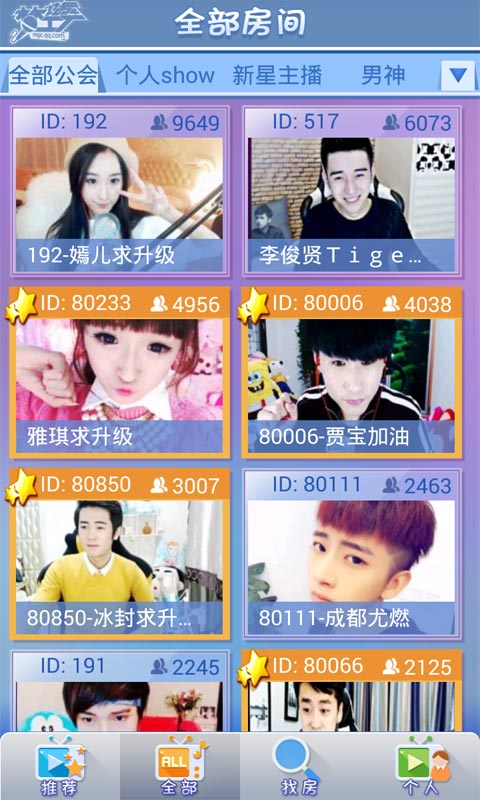 mgc.qq.com
全部房间
全部公会 个人show 新星主播 男神
ID: 192 9649
192-嫣儿求升级
ID: 517 6073
李俊贤Ｔｉｇｅ...
ID: 80233 4956
雅琪求升级
ID: 80006 4038
80006-贾宝加油
ID: 80850 3007
80850-冰封求升...
ID: 80111 2463
80111-成都尤燃
ID: 191 2245
ID: 80066 2125
ALL
推荐 全部 找房 个人